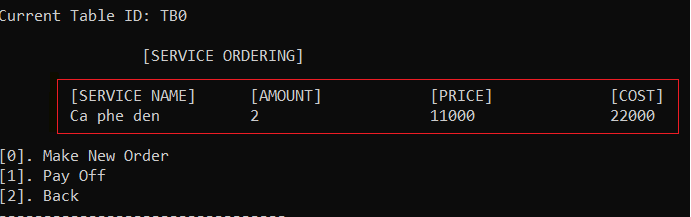 Current Table ID: TB0
[SERVICE ORDERING]
[SERVICE NAME] [AMOUNT] [PRICE] [COST]
Ca phe den 2 11000 22000
[0]. Make New Order
[1]. Pay Off
[2]. Back
--------------------------------